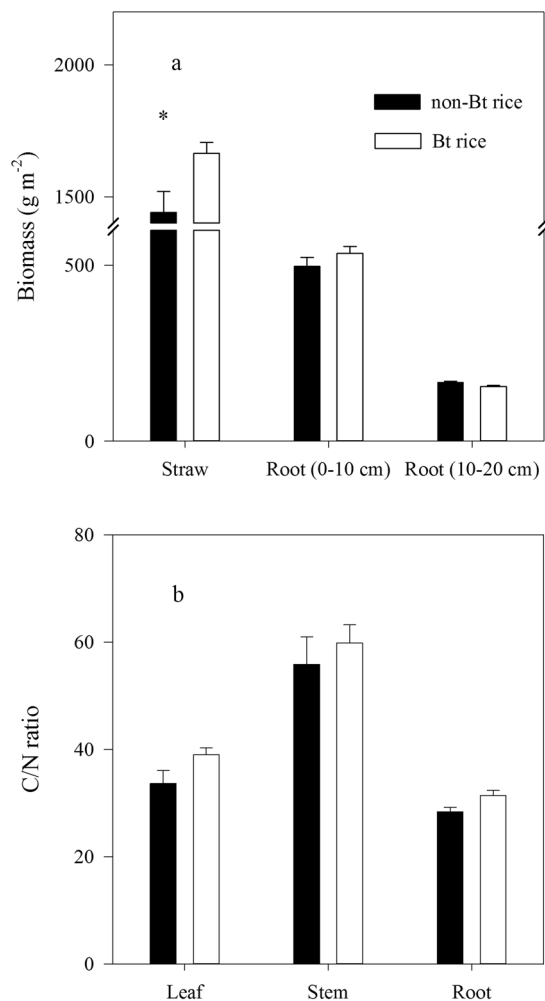 2000
a
*
non-Bt rice
Bt rice
1500
Biomass (g m-2)
500
0
Straw
Root (0-10 cm)
Root (10-20 cm)
80
b
60
C/N ratio
40
20
0
Leaf
Stem
Root